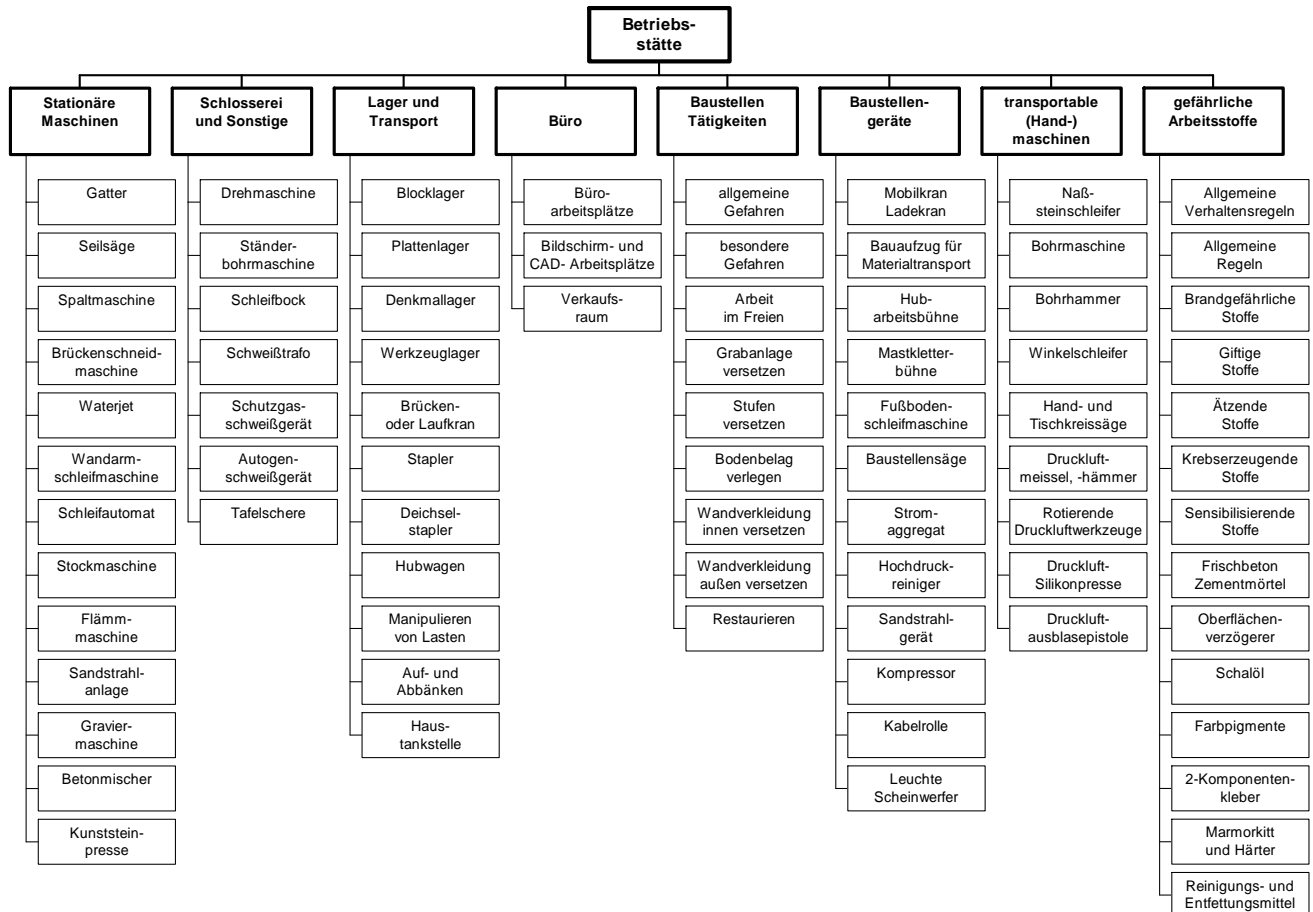 Betriebs-
stätte
Stationäre
Maschinen
Gatter
Seilsäge
Spaltmaschine
Brückenschneid-
maschine
Waterjet
Wandarm-
schleifmaschine
Schleifautomat
Stockmaschine
Flämm-
maschine
Sandstrahl-
anlage
Gravier-
maschine
Betonmischer
Kunststein-
presse
Schlosserei
und Sonstige
Drehmaschine
Ständer-
bohrmaschine
Schleifbock
Schweißtrafo
Schutzgas-
schweißgerät
Autogen-
schweißgerät
Tafelschere
Lager und
Transport
Blocklager
Plattenlager
Denkmallager
Werkzeuglager
Brücken-
oder Laufkran
Stapler
Deichsel-
stapler
Hubwagen
Manipulieren
von Lasten
Auf- und
Abbänken
Haus-
tankstelle
Büro
Büro-
arbeitsplätze
Bildschirm- und
CAD- Arbeitsplätze
Verkaufs-
raum
Baustellen
Tätigkeiten
allgemeine
Gefahren
besondere
Gefahren
Arbeit
im Freien
Grabanlage
versetzen
Stufen
versetzen
Bodenbelag
verlegen
Wandverkleidung
innen versetzen
Wandverkleidung
außen versetzen
Restaurieren
Baustellen-
geräte
Mobilkran
Ladekran
Bauaufzug für
Materialtransport
Hub-
arbeitsbühne
Mastkletter-
bühne
Fußboden-
schleifmaschine
Baustellensäge
Strom-
aggregat
Hochdruck-
reiniger
Sandstrahl-
gerät
Kompressor
Kabelrolle
Leuchte
Scheinwerfer
transportable
(Hand-)
maschinen
Naß-
steinschleifer
Bohrmaschine
Bohrhammer
Winkelschleifer
Hand- und
Tischkreissäge
Druckluft-
meissel, -hämmer
Rotierende
Druckluftwerkzeuge
Druckluft-
Silikonpresse
Druckluft-
ausblasepistole
gefährliche
Arbeitsstoffe
Allgemeine
Verhaltensregeln
Allgemeine
Regeln
Brandgefährliche
Stoffe
Giftige
Stoffe
Ätzende
Stoffe
Krebserzeugende
Stoffe
Sensibilisierende
Stoffe
Frischbeton
Zementmörtel
Oberflächen-
verzögerer
Schalöl
Farbpigmente
2-Komponenten-
kleber
Marmorkitt
und Härter
Reinigungs- und
Entfettungsmittel